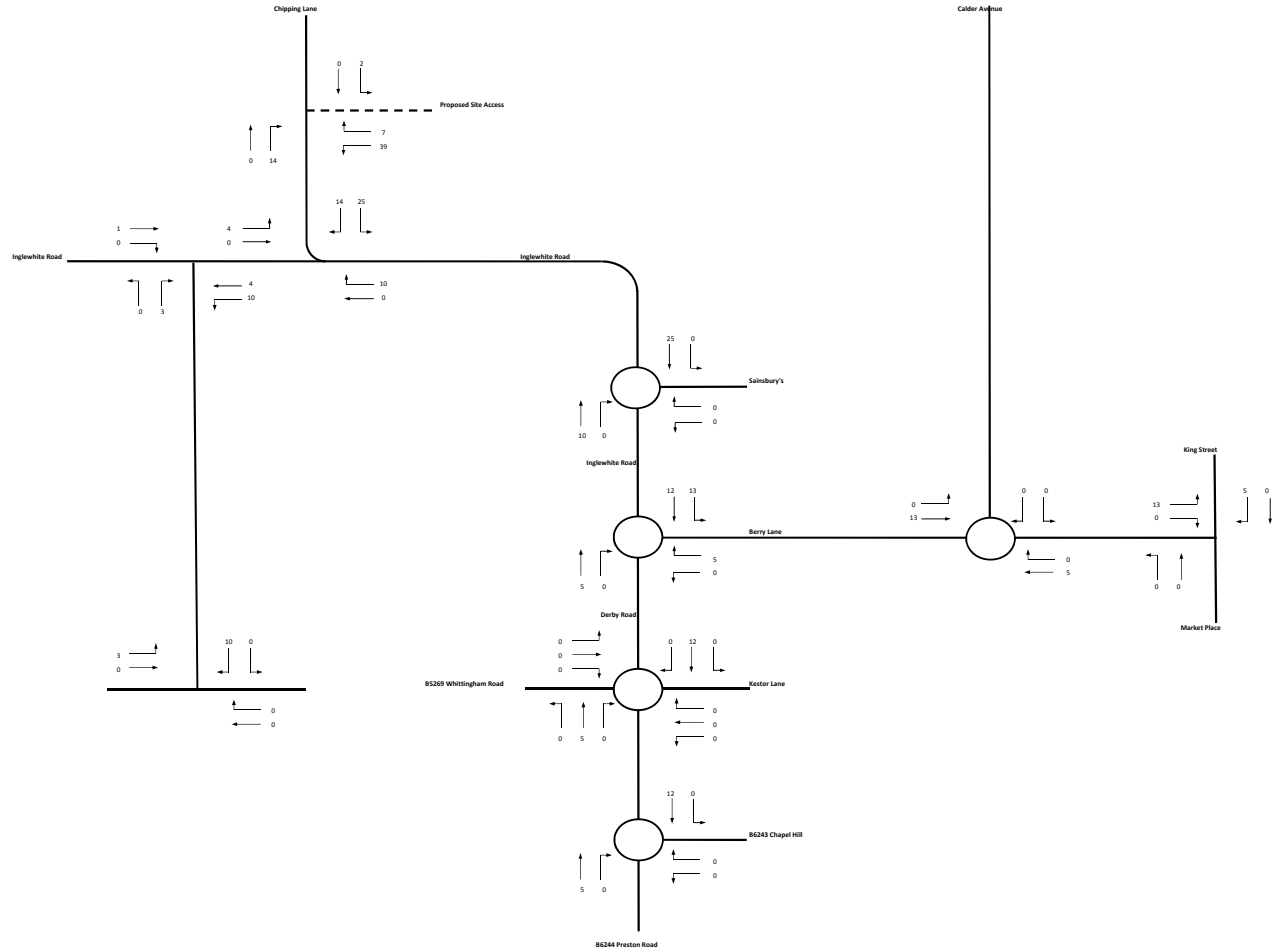 Chipping Lane
Calder Avenue
0 2
Proposed Site Access
7
39
0 14
14 25
1
0
4
0
Inglewhite Road
Inglewhite Road
4
10
10
0
0 3
25 0
Sainsbury's
0
0
10 0
Inglewhite Road
King Street
12 13
0
13
0 0
13
0
5 0
Berry Lane
5
0
0
5
5 0
0 0
Derby Road
Market Place
3
0
10 0
0
0
0
0 12 0
B5269 Whittingham Road
Kestor Lane
0
0
0
0
0
0 5 0
12 0
B6243 Chapel Hill
0
0
5 0
B6244 Preston Road